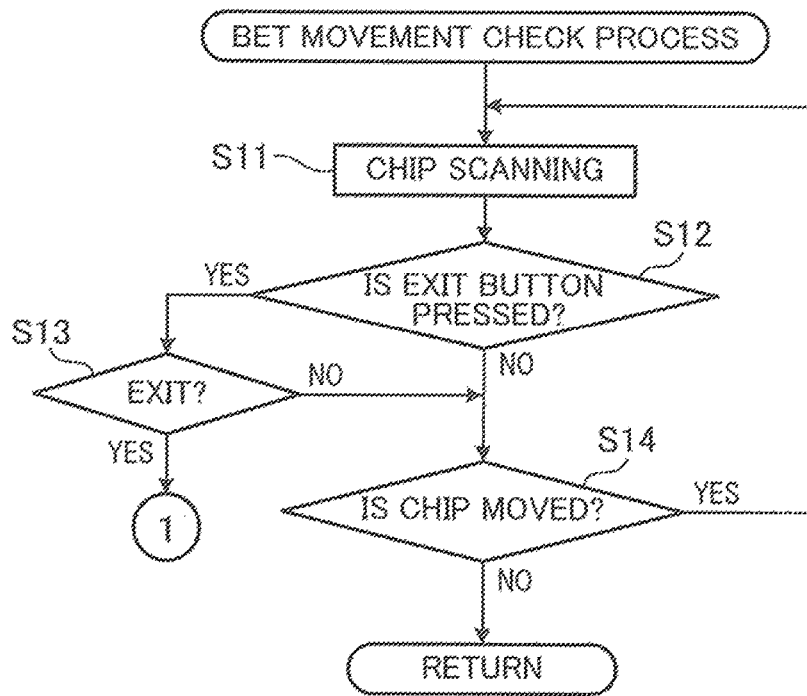 BET MOVEMENT CHECK PROCESS
S11
CHIP SCANNING
S12
YES
IS EXIT BUTTON
PRESSED?
S13
NO
EXIT?
NO
YES
S14
1
IS CHIP MOVED?
YES
NO
RETURN